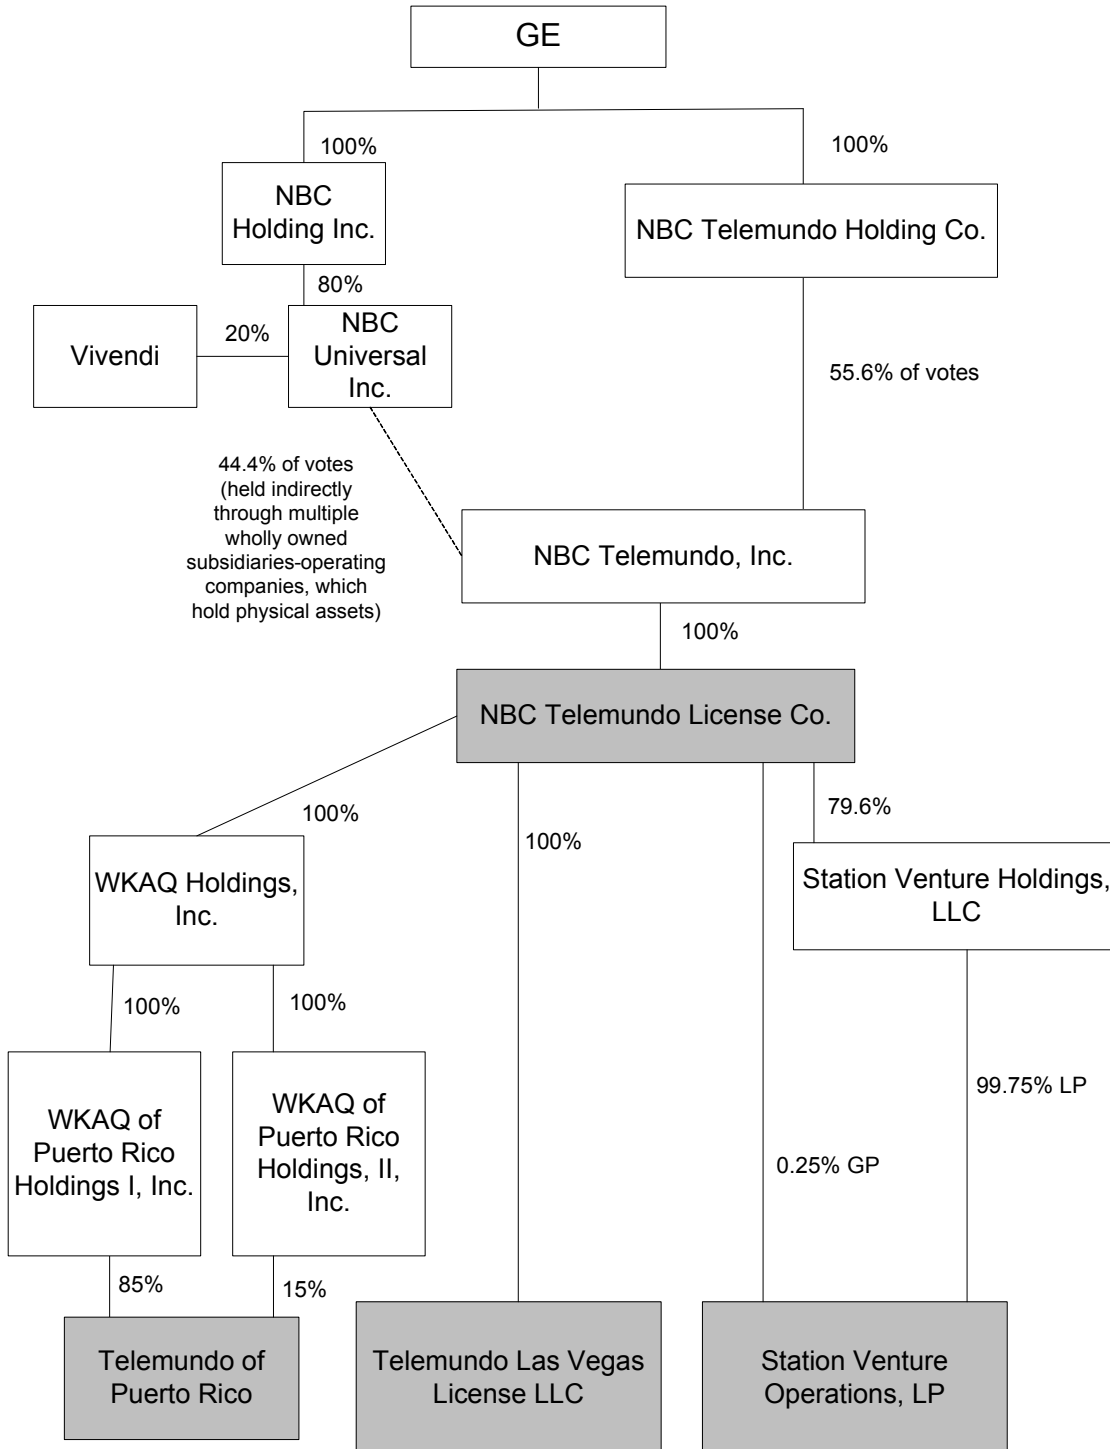 GE
100%
100%
NBC
Holding Inc.
NBC Telemundo Holding Co.
80%
Vivendi
20%
NBC
Universal
Inc.
55.6% of votes
44.4% of votes
(held indirectly
through multiple
wholly owned
subsidiaries-operating
companies, which
hold physical assets)
NBC Telemundo, Inc.
100%
NBC Telemundo License Co.
100%
100%
79.6%
WKAQ Holdings,
Inc.
Station Venture Holdings,
LLC
100%
100%
WKAQ of
Puerto Rico
Holdings I, Inc.
WKAQ of
Puerto Rico
Holdings, II,
Inc.
99.75% LP
0.25% GP
85%
15%
Telemundo of
Puerto Rico
Telemundo Las Vegas
License LLC
Station Venture
Operations, LP